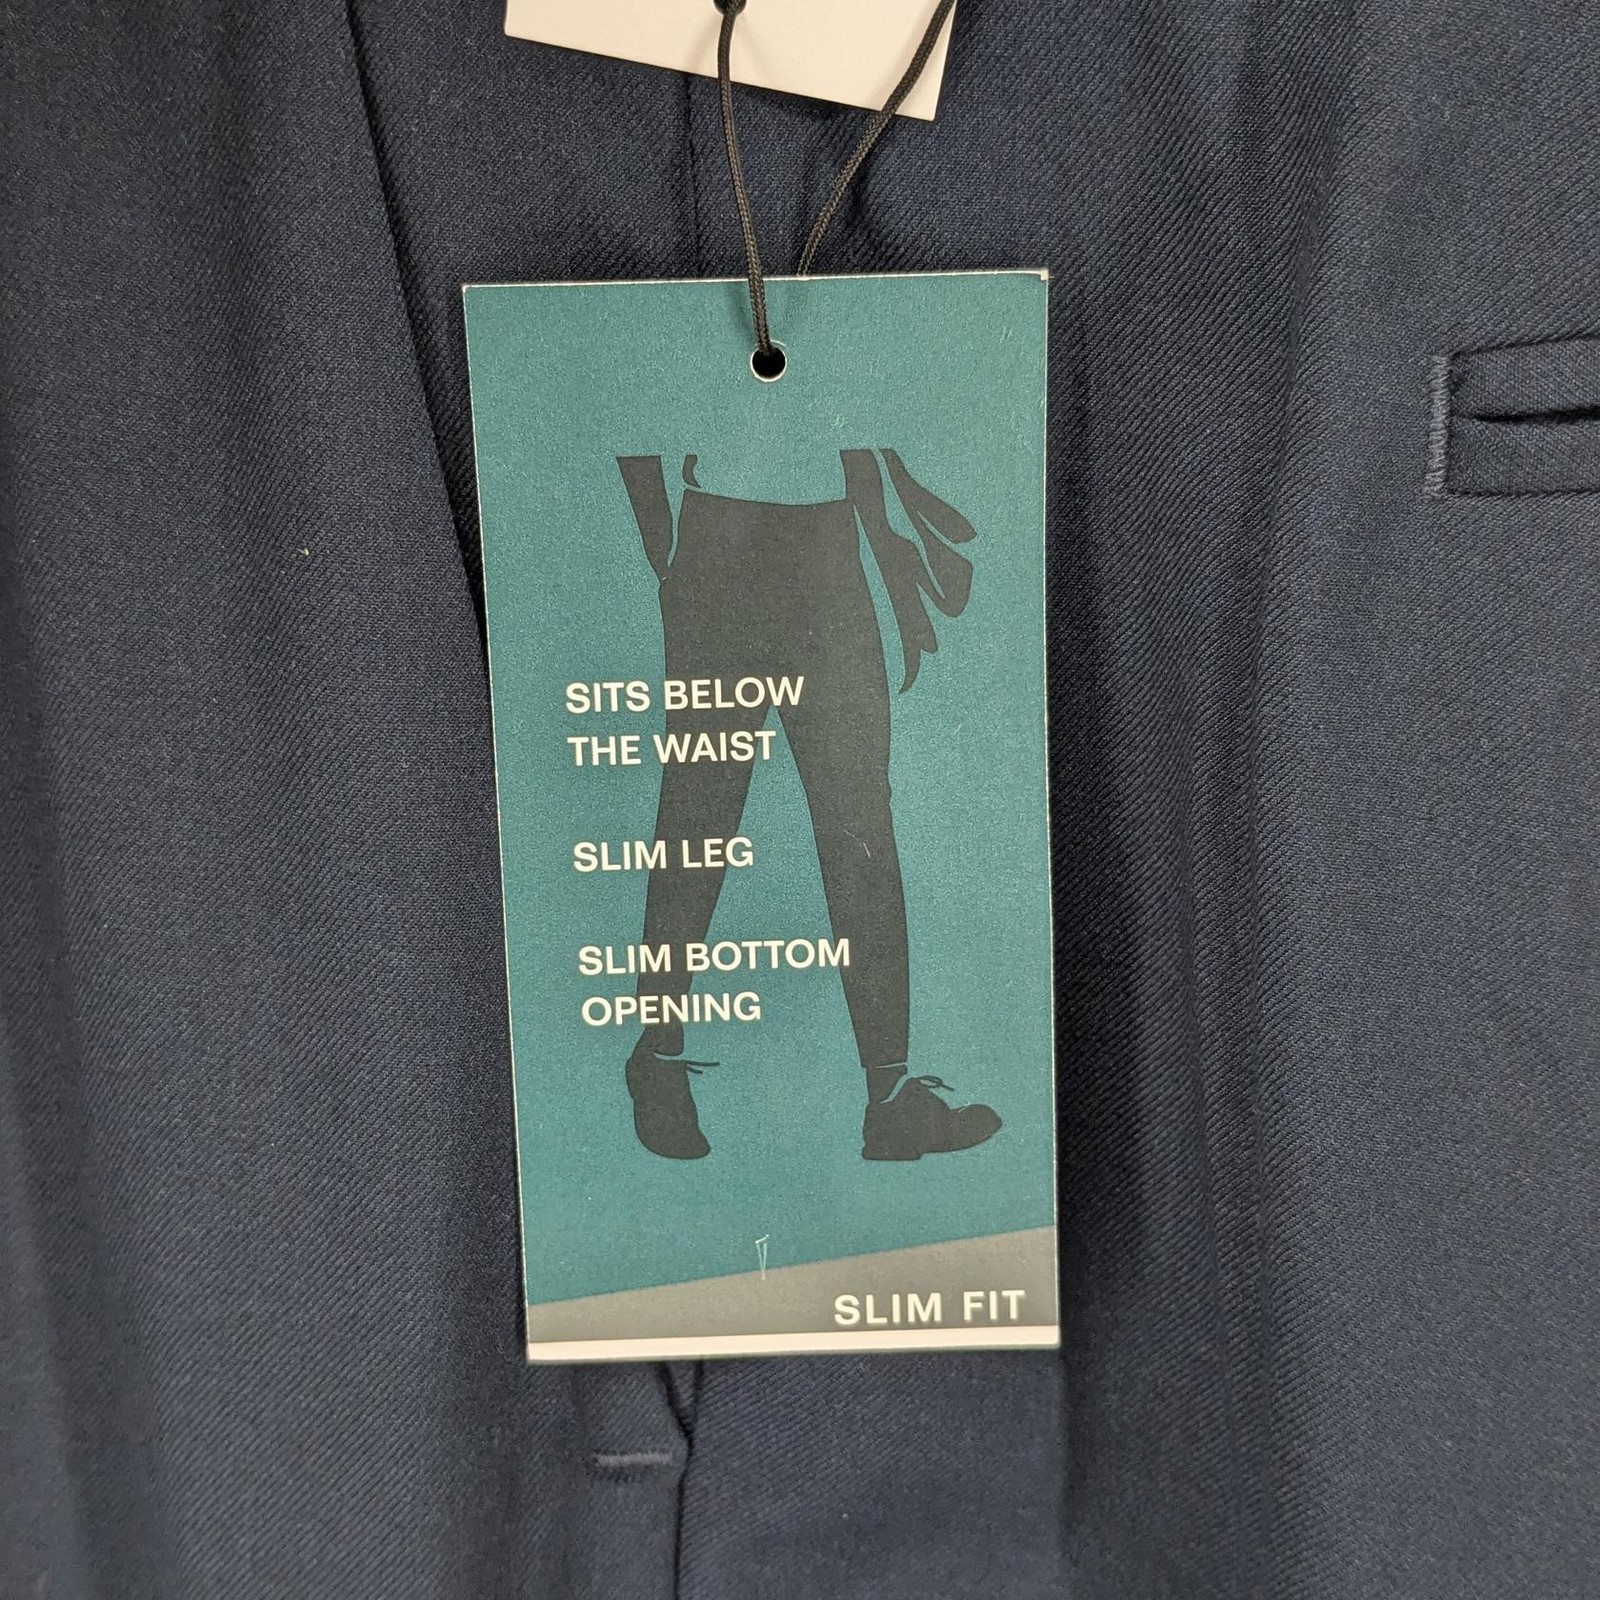 SITS BELOW
THE WAIST
SLIM LEG
SLIM BOTTOM
OPENING
SLIM FIT